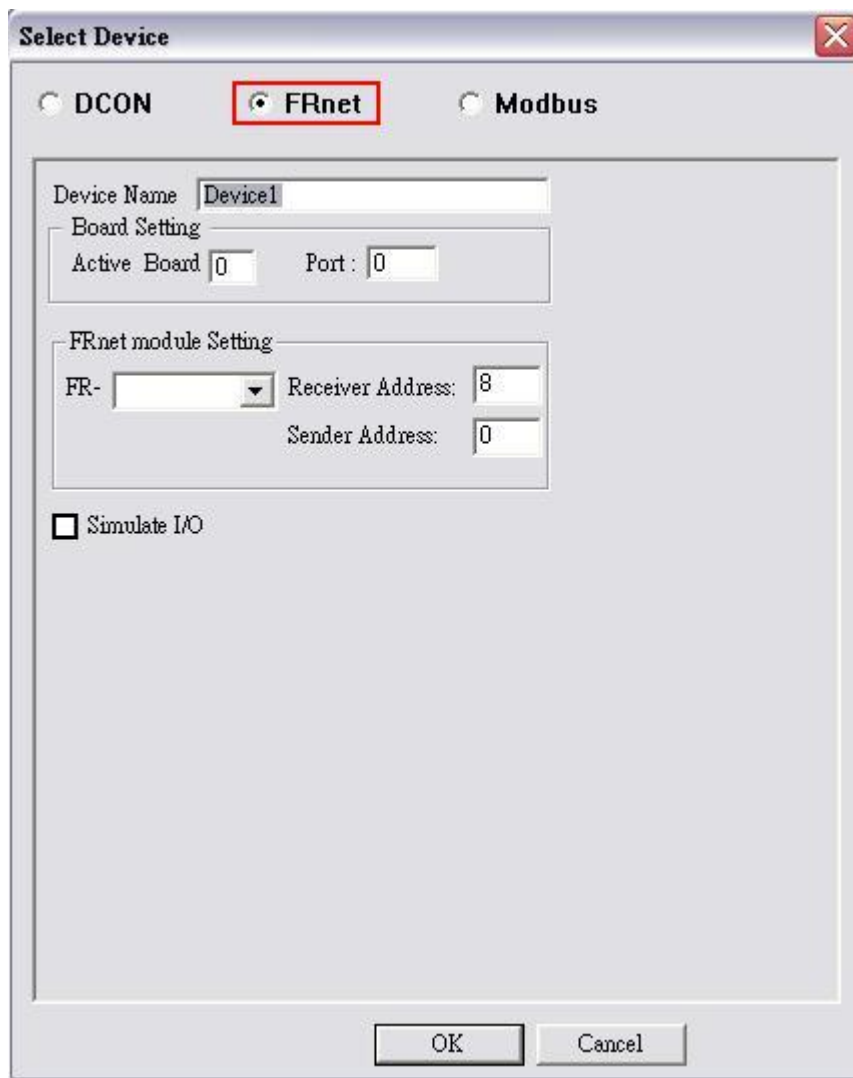 Select Device
DCON FRnet Modbus
Device Name Device1
Board Setting
Active Board 0 Port : 0
FRnet module Setting
FR- Receiver Address: 8
Sender Address: 0
Simulate I/O
OK Cancel